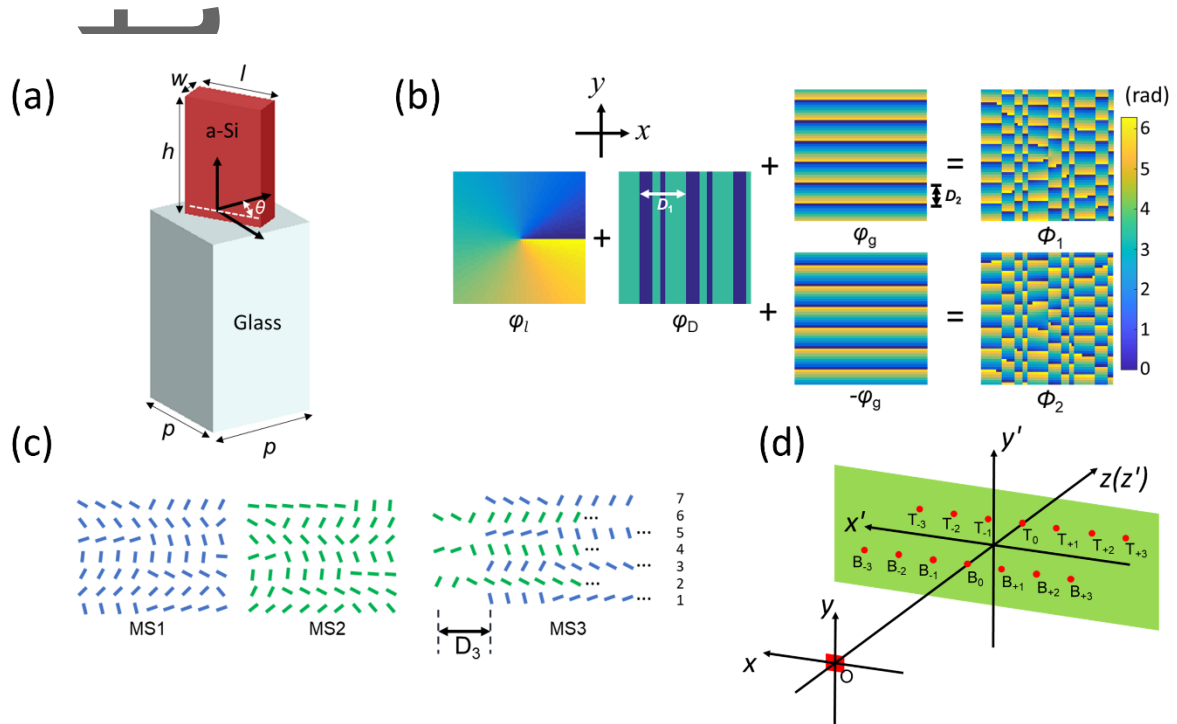 (a)
w
l
h
a-Si
θ
Glass
p
p
(b)
y
x
D₁
+
+
+
D₂
=
=
φₗ
φ_D
φg
-φg
Φ₁
Φ₂
(rad)
6
5
4
3
2
1
0
(c)
MS1
MS2
MS3
D₃
7
6
5
4
3
2
1
...
...
...
...
...
...
(d)
y'
z(z')
x'
T₋₃
T₋₂
T₋₁
T₀
T₊₁
T₊₂
T₊₃
B₋₃
B₋₂
B₋₁
B₀
B₊₁
B₊₂
B₊₃
y
x
O